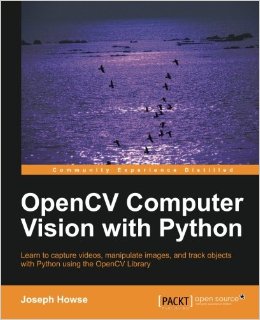 Community Experience Distilled
OpenCV Computer
Vision with Python
Learn to capture videos, manipulate images, and track objects
with Python using the OpenCV Library
Joseph Howse
PACKT
PUBLISHING
open source